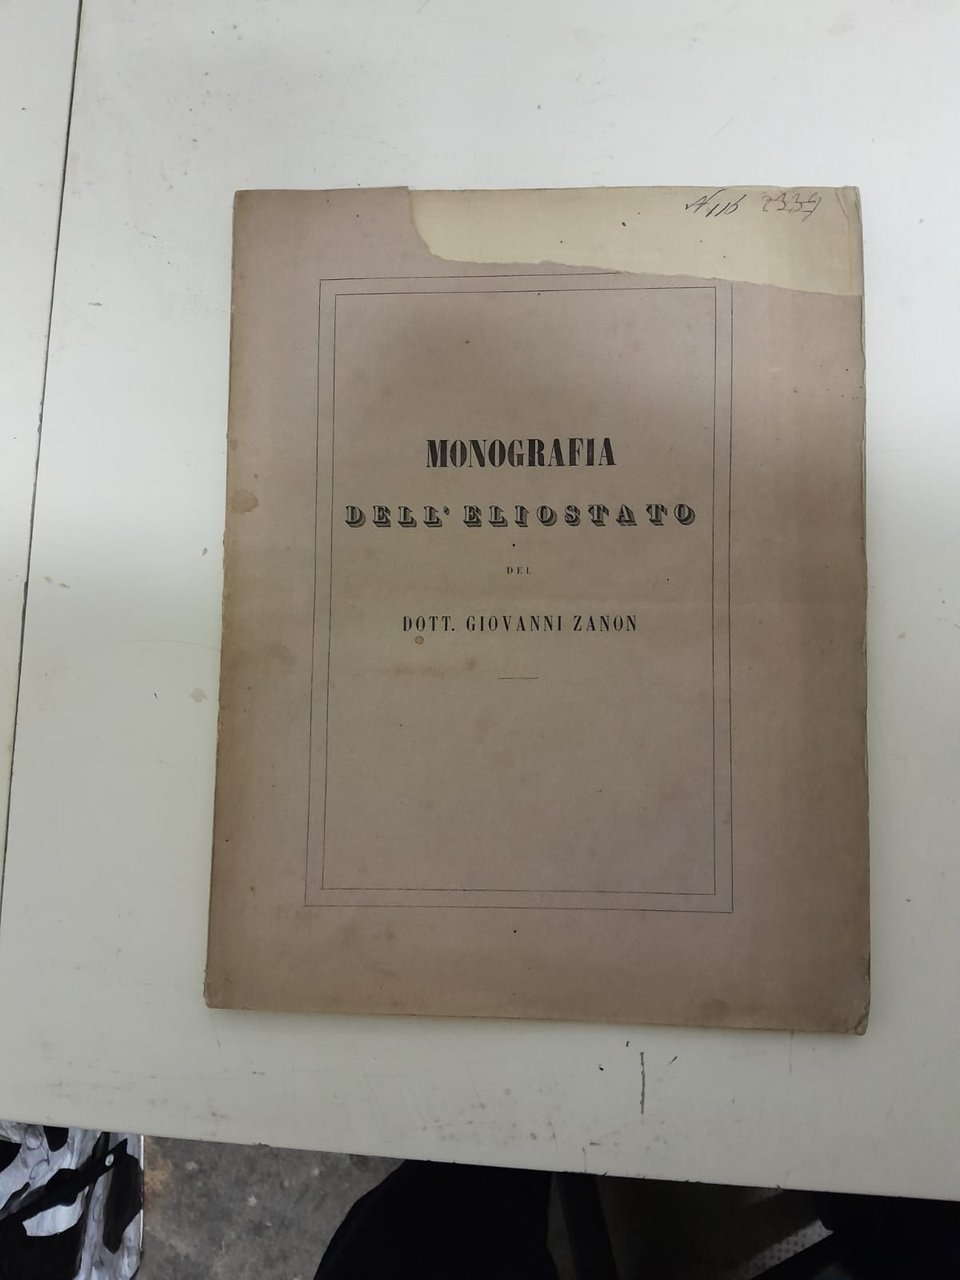 MONOGRAFIA
DELL' ELIOSTATO
DEL
DOTT. GIOVANNI ZANON